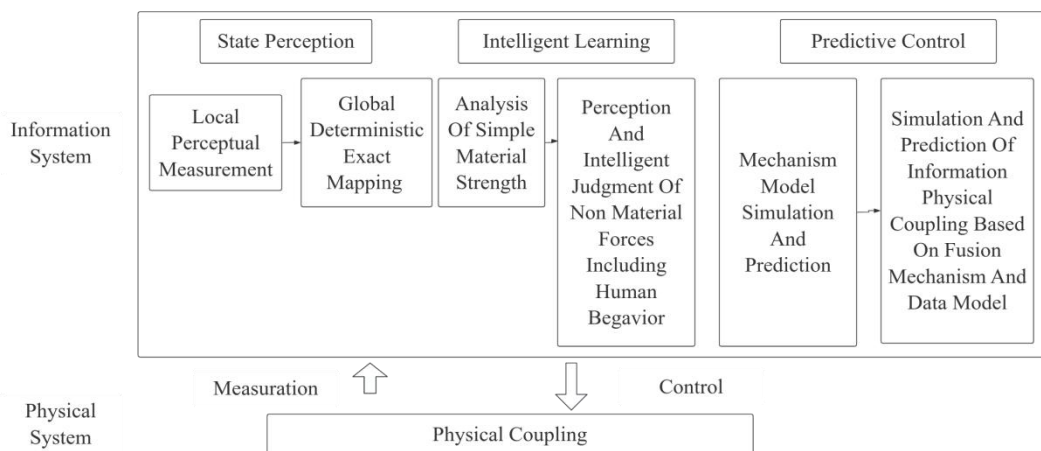 State Perception
Intelligent Learning
Predictive Control
Information
System
Local
Perceptual
Measurement
Global
Deterministic
Exact
Mapping
Analysis
Of Simple
Material
Strength
Perception
And
Intelligent
Judgment Of
Non Material
Forces
Including
Human
Begavior
Mechanism
Model
Simulation
And
Prediction
Simulation And
Prediction Of
Information
Physical
Coupling Based
On Fusion
Mechanism And
Data Model
Measuration
Control
Physical
System
Physical Coupling